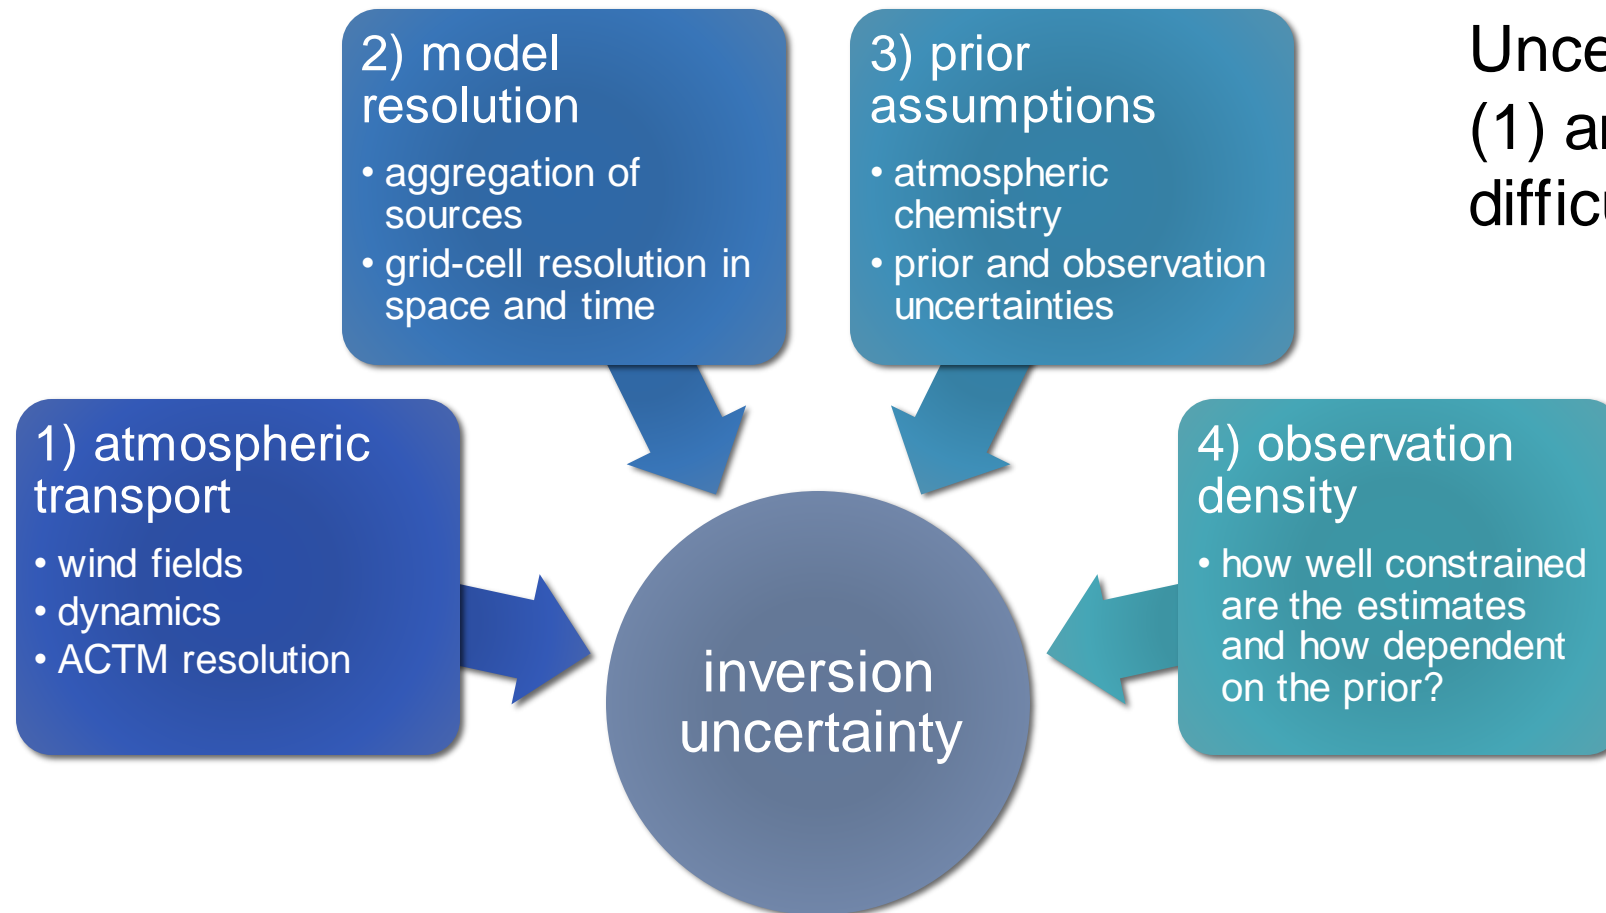 2) model
resolution
• aggregation of
sources
• grid-cell resolution in
space and time
3) prior
assumptions
• atmospheric
chemistry
• prior and observation
uncertainties
(1)
1) atmospheric
transport
• wind fields
• dynamics
• ACTM resolution
4) observation
density
• how well constrained
are the estimates
and how dependent
on the prior?
inversion
uncertainty